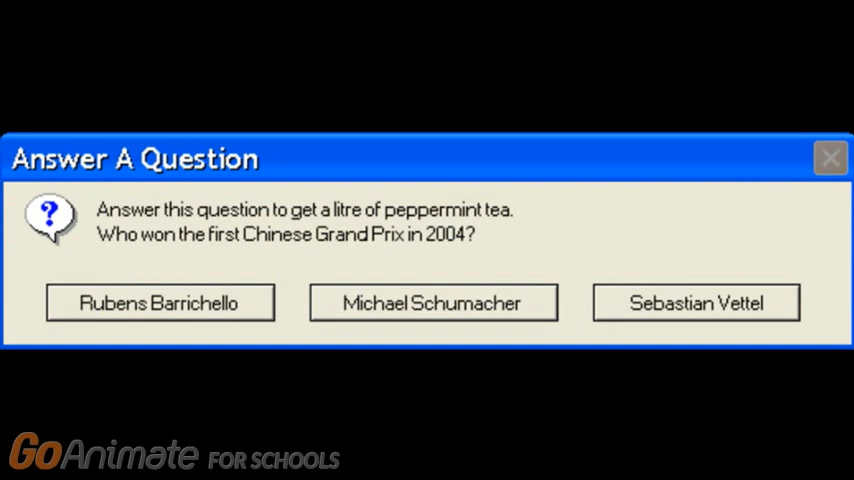 Answer A Question
Answer this question to get a litre of peppermint tea.
Who won the first Chinese Grand Prix in 2004?
Rubens Barrichello
Michael Schumacher
Sebastian Vettel
GoAnimate FOR SCHOOLS